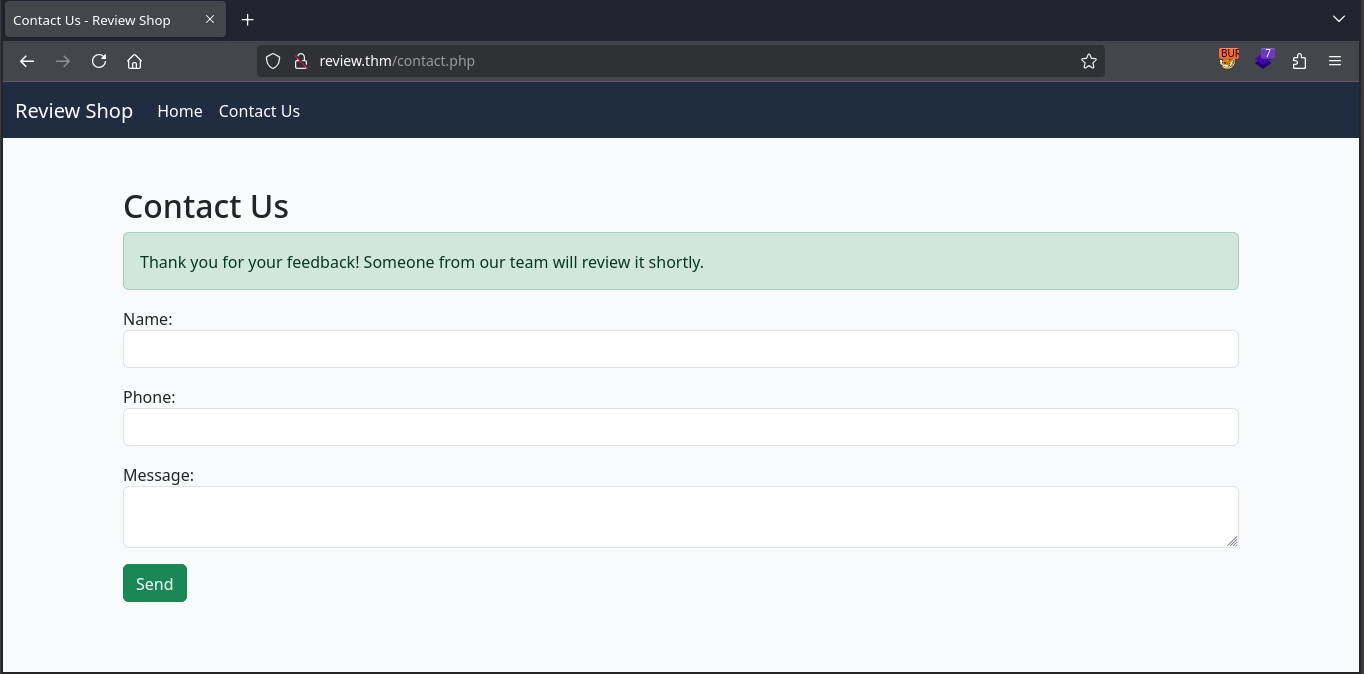 Contact Us - Review Shop
review.thm/contact.php
BUR
7
Review Shop Home Contact Us
Contact Us
Thank you for your feedback! Someone from our team will review it shortly.
Name:
Phone:
Message:
Send